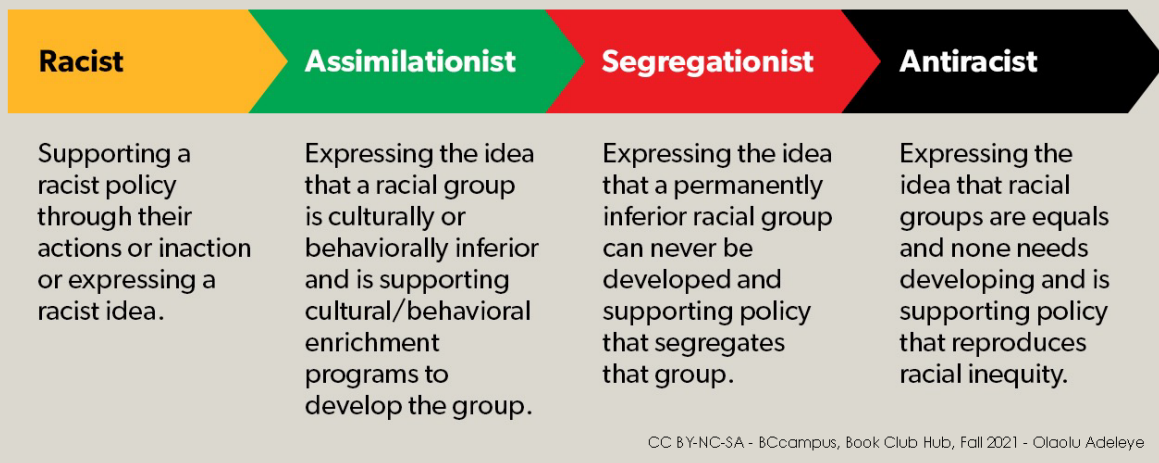 Racist
Supporting a
racist policy
through their
actions or inaction
or expressing a
racist idea.
Assimilationist
Expressing the idea
that a racial group
is culturally or
behaviorally inferior
and is supporting
cultural/behavioral
enrichment
programs to
develop the group.
Segregationist
Expressing the idea
that a permanently
inferior racial group
can never be
developed and
supporting policy
that segregates
that group.
Antiracist
Expressing the
idea that racial
groups are equals
and none needs
developing and is
supporting policy
that reproduces
racial inequity.
CC BY-NC-SA - BCcampus, Book Club Hub, Fall 2021 - Olaolu Adeleye